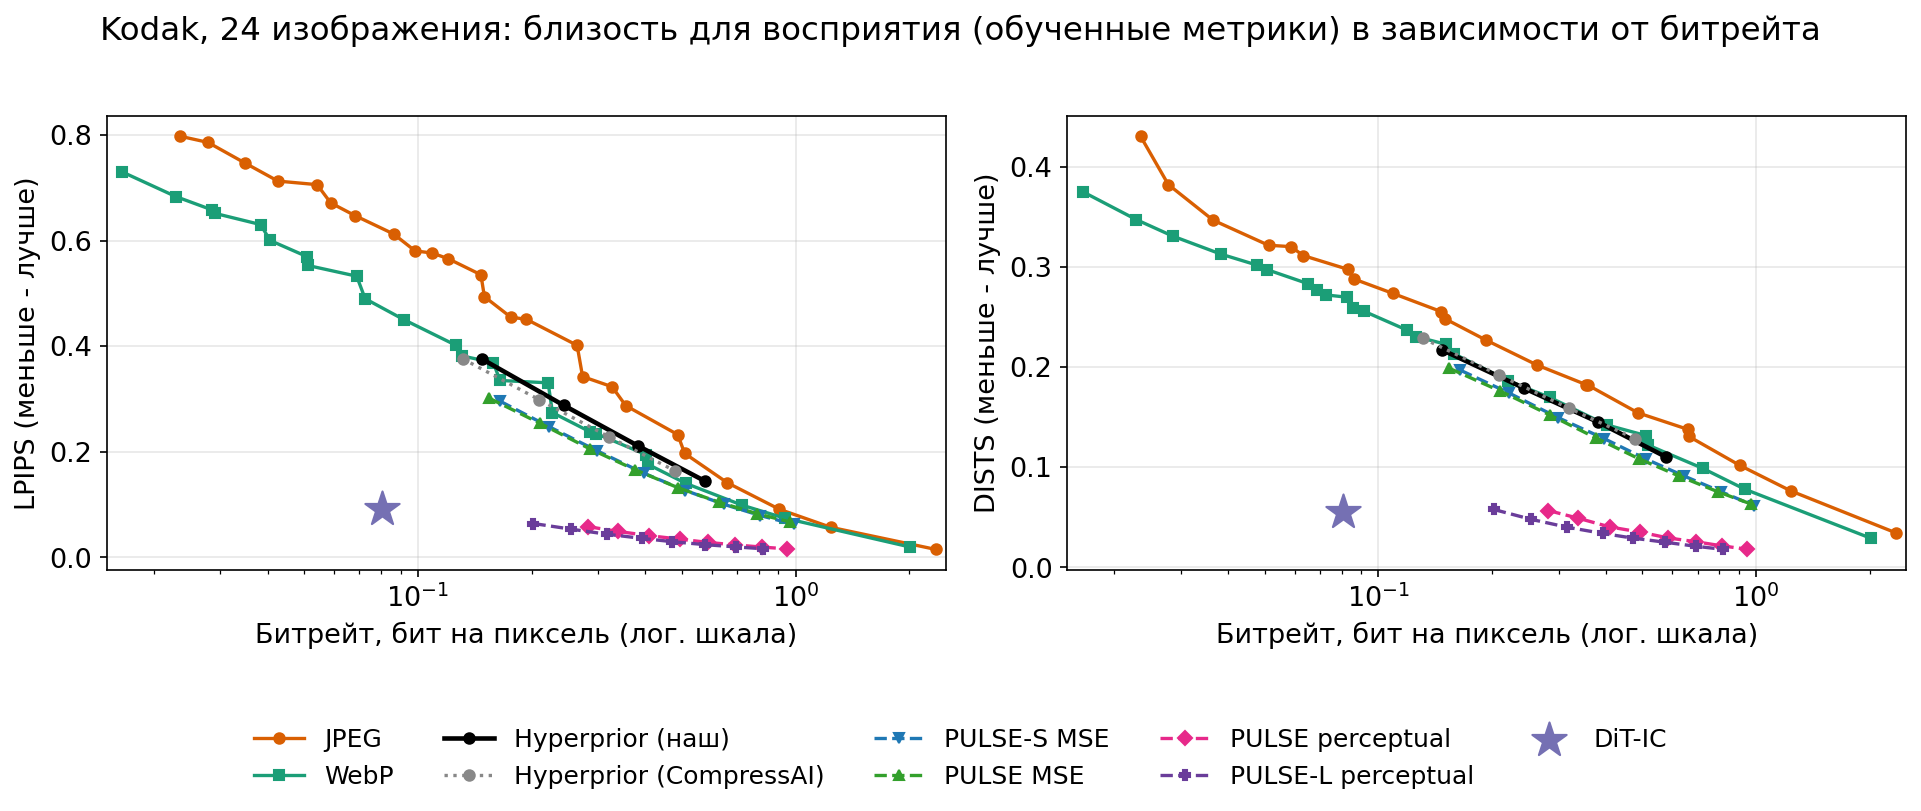 Kodak, 24 изображения: близость для восприятия (обученные метрики) в зависимости от битрейта
LPIPS (меньше - лучше)
0.8
0.6
0.4
0.2
0.0
10⁻¹
10⁰
Битрейт, бит на пиксель (лог. шкала)
DISTS (меньше - лучше)
0.4
0.3
0.2
0.1
0.0
10⁻¹
10⁰
Битрейт, бит на пиксель (лог. шкала)
JPEG
WebP
Hyperprior (наш)
Hyperprior (CompressAI)
PULSE-S MSE
PULSE MSE
PULSE perceptual
PULSE-L perceptual
DiT-IC